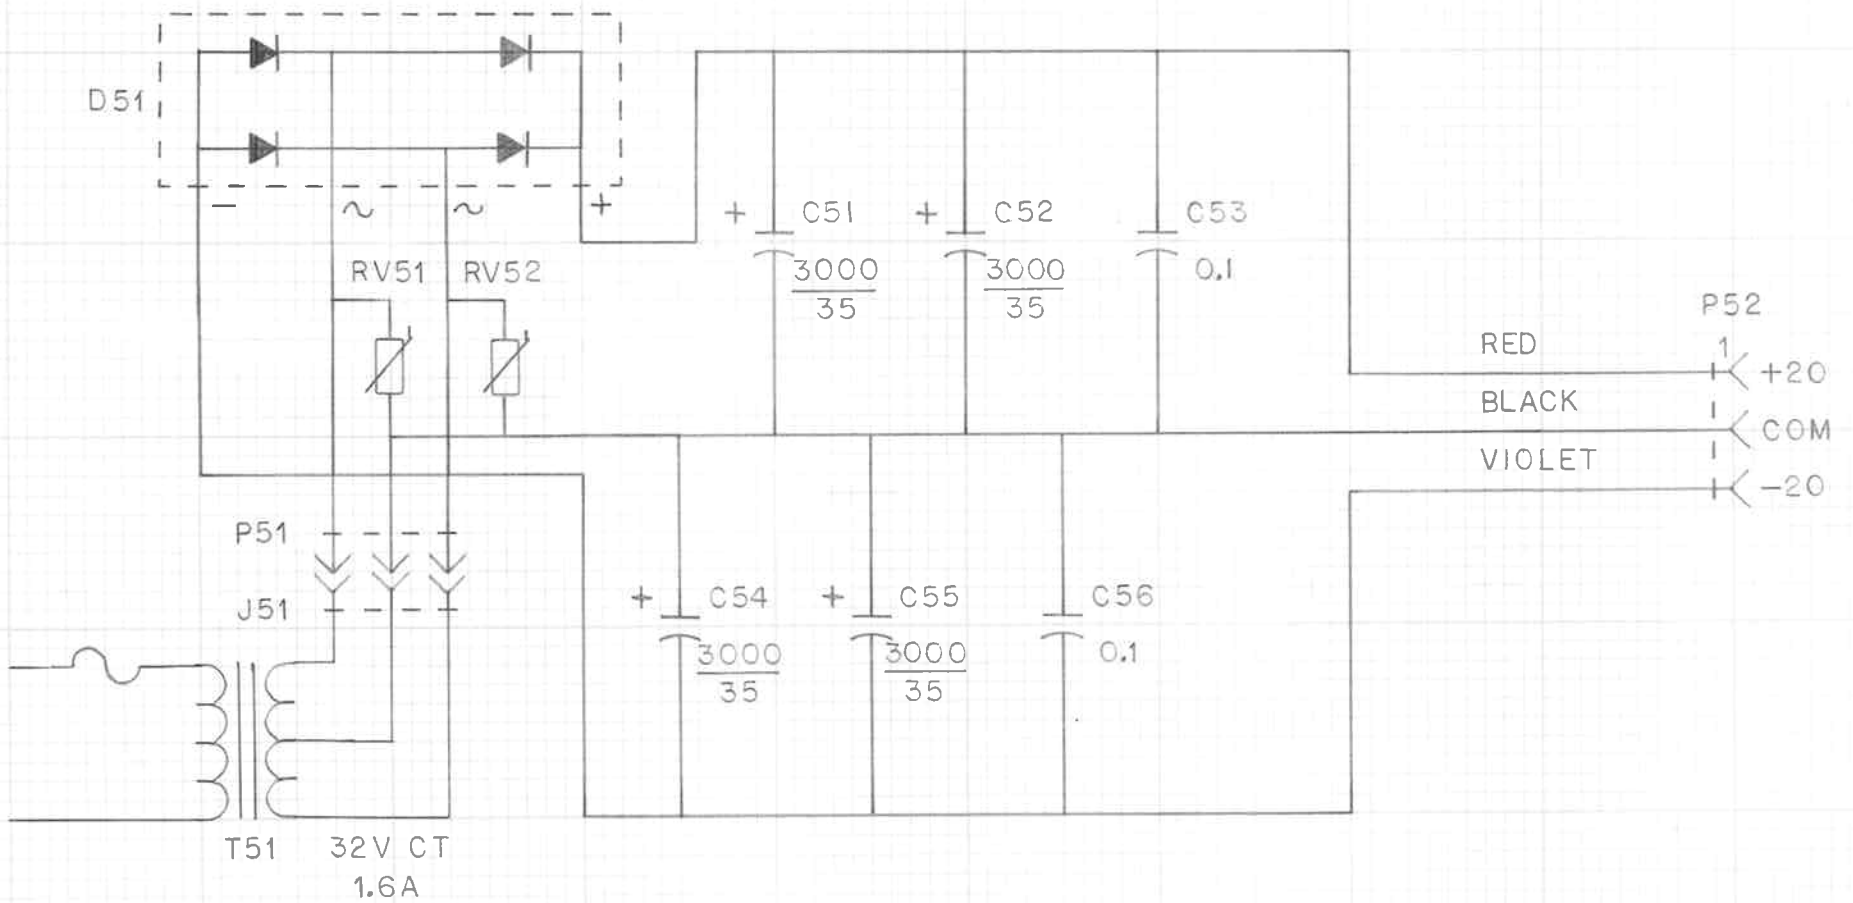 D51
−
~
~
+
RV51
RV52
+
C51
3000
35
+
C52
3000
35
C53
0.1
P52
RED
1
+20
BLACK
COM
VIOLET
-20
P51
J51
+
C54
3000
35
+
C55
3000
35
C56
0.1
T51
32V CT
1.6A